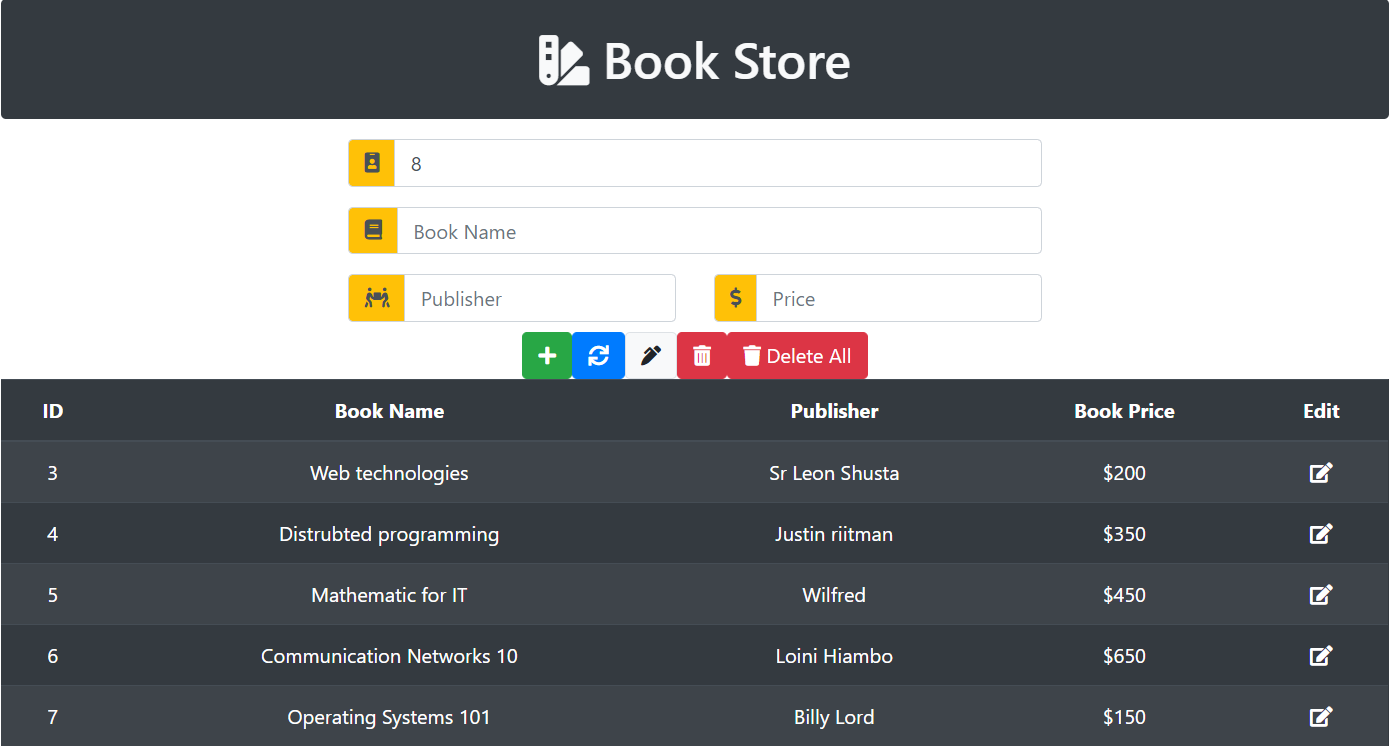 Book Store
8
Book Name
Publisher Price
Delete All
ID Book Name Publisher Book Price Edit
3 Web technologies Sr Leon Shusta $200
4 Distrubted programming Justin riitman $350
5 Mathematic for IT Wilfred $450
6 Communication Networks 10 Loini Hiambo $650
7 Operating Systems 101 Billy Lord $150